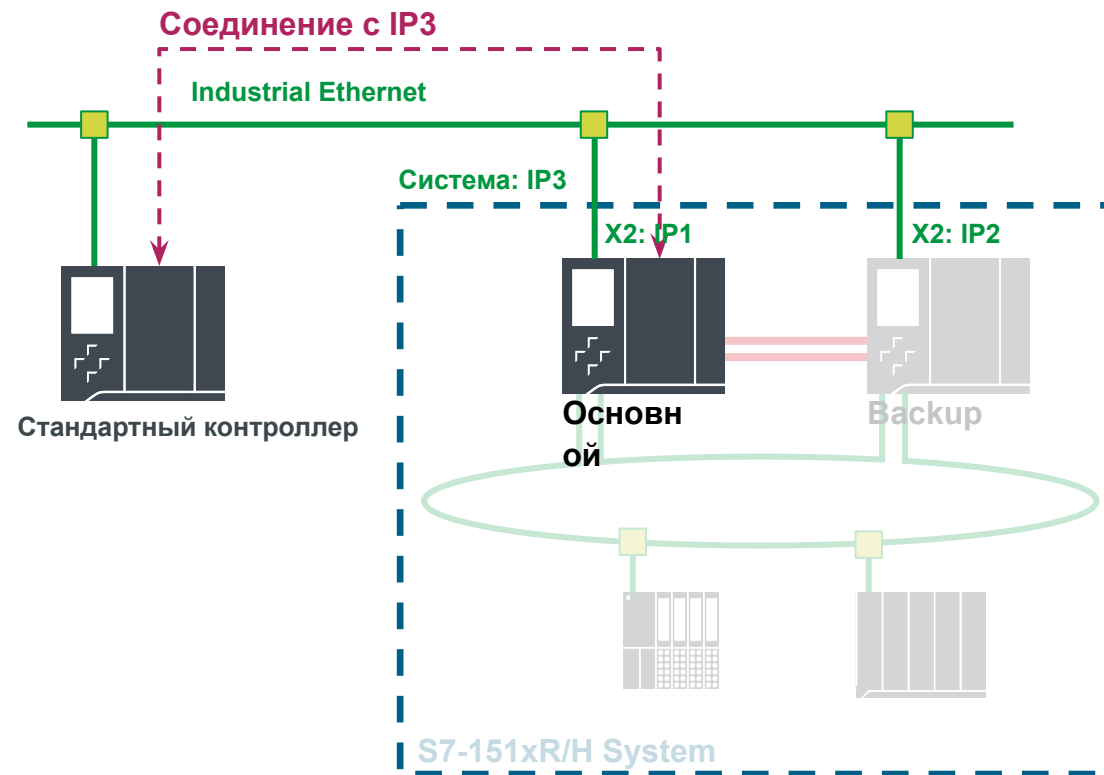 Соединение с IP3
Industrial Ethernet
Система: IP3
X2: IP1
X2: IP2
Стандартный контроллер
Основн
ой
Backup
S7-151xR/H System